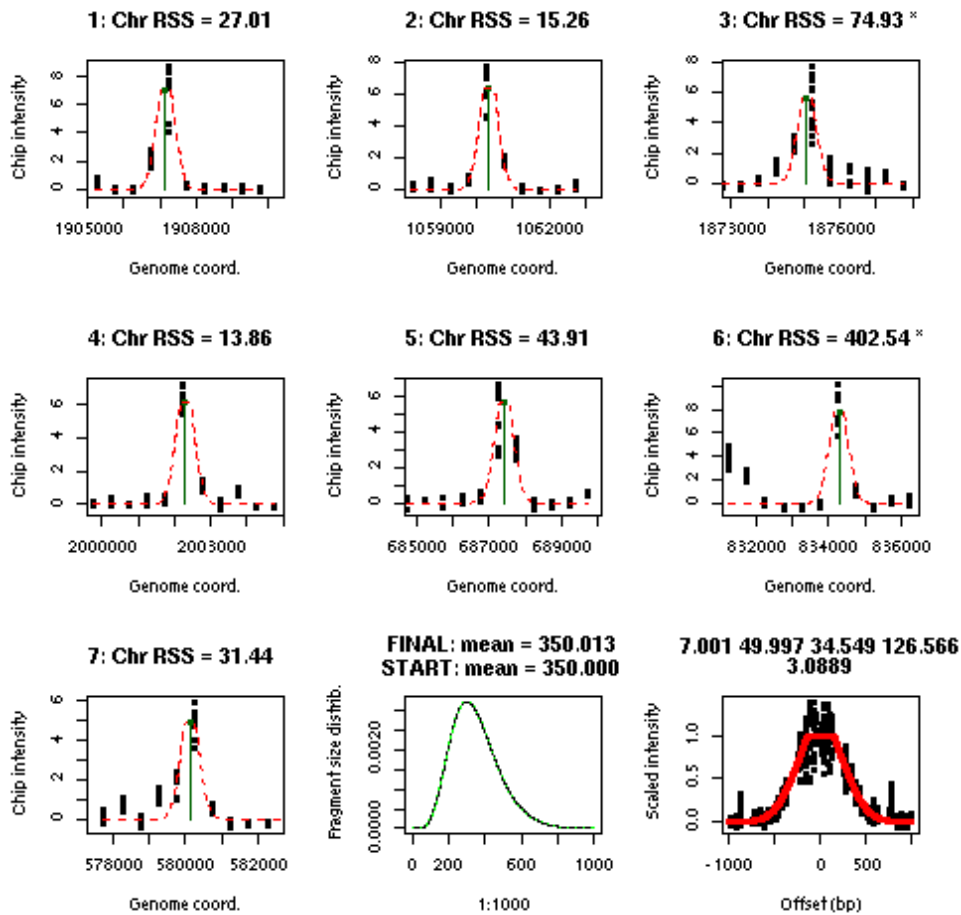 1: Chr RSS = 27.01
2: Chr RSS = 15.26
3: Chr RSS = 74.93 *
Chip intensity
0 2 4 6 8
1905000 1908000
Genome coord.
Chip intensity
0 2 4 6 8
1059000 1062000
Genome coord.
Chip intensity
0 2 4 6 8
1873000 1876000
Genome coord.
4: Chr RSS = 13.86
5: Chr RSS = 43.91
6: Chr RSS = 402.54 *
Chip intensity
0 2 4 6
2000000 2003000
Genome coord.
Chip intensity
0 2 4 6
685000 687000 689000
Genome coord.
Chip intensity
0 2 4 6 8
832000 834000 836000
Genome coord.
7: Chr RSS = 31.44
FINAL: mean = 350.013
START: mean = 350.000
7.001 49.997 34.549 126.566
3.0889
Chip intensity
0 2 4 6
578000 580000 582000
Genome coord.
Fragment size distrib.
0.0000 0.0020
0 200 600 1000
1:1000
Scaled intensity
0.0 0.5 1.0
-1000 0 500
Offset (bp)